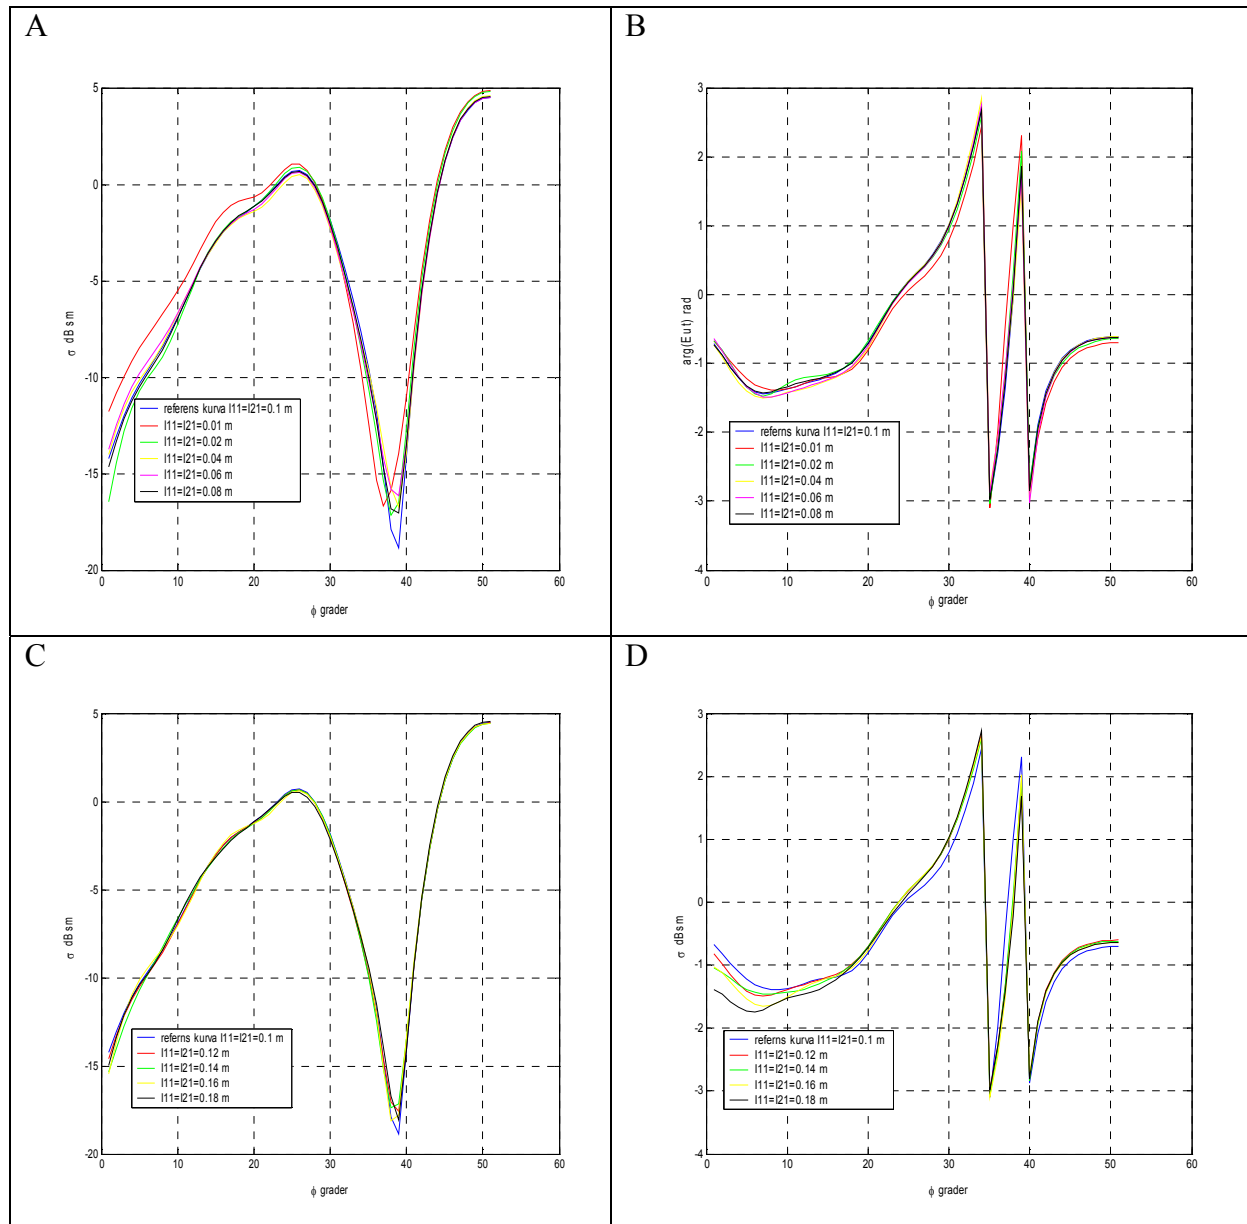 A
5
0
-5
-10
-15
-20
0 10 20 30 40 50 60
σ dBsm
ϕ grader
referens kurva l11=l21=0.1 m
l11=l21=0.01 m
l11=l21=0.02 m
l11=l21=0.04 m
l11=l21=0.06 m
l11=l21=0.08 m
B
3
2
1
0
-1
-2
-3
-4
0 10 20 30 40 50 60
arg(Eut) rad
ϕ grader
referns kurva l11=l21=0.1 m
l11=l21=0.01 m
l11=l21=0.02 m
l11=l21=0.04 m
l11=l21=0.06 m
l11=l21=0.08 m
C
5
0
-5
-10
-15
-20
0 10 20 30 40 50 60
σ dBsm
ϕ grader
referns kurva l11=l21=0.1 m
l11=l21=0.12 m
l11=l21=0.14 m
l11=l21=0.16 m
l11=l21=0.18 m
D
3
2
1
0
-1
-2
-3
-4
0 10 20 30 40 50 60
σ dBsm
ϕ grader
referns kurva l11=l21=0.1 m
l11=l21=0.12 m
l11=l21=0.14 m
l11=l21=0.16 m
l11=l21=0.18 m